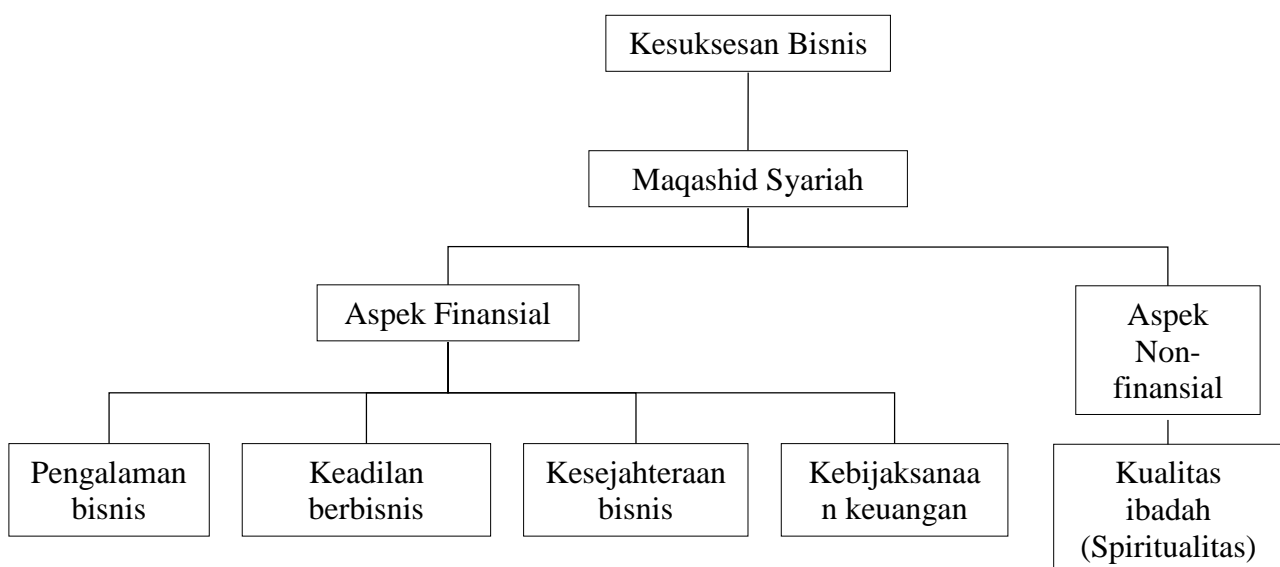 Kesuksesan Bisnis
Maqashid Syariah
Aspek Finansial
Aspek
Non-
finansial
Pengalaman
bisnis
Keadilan
berbisnis
Kesejahteraan
bisnis
Kebijaksanaa
n keuangan
Kualitas
ibadah
(Spiritualitas)